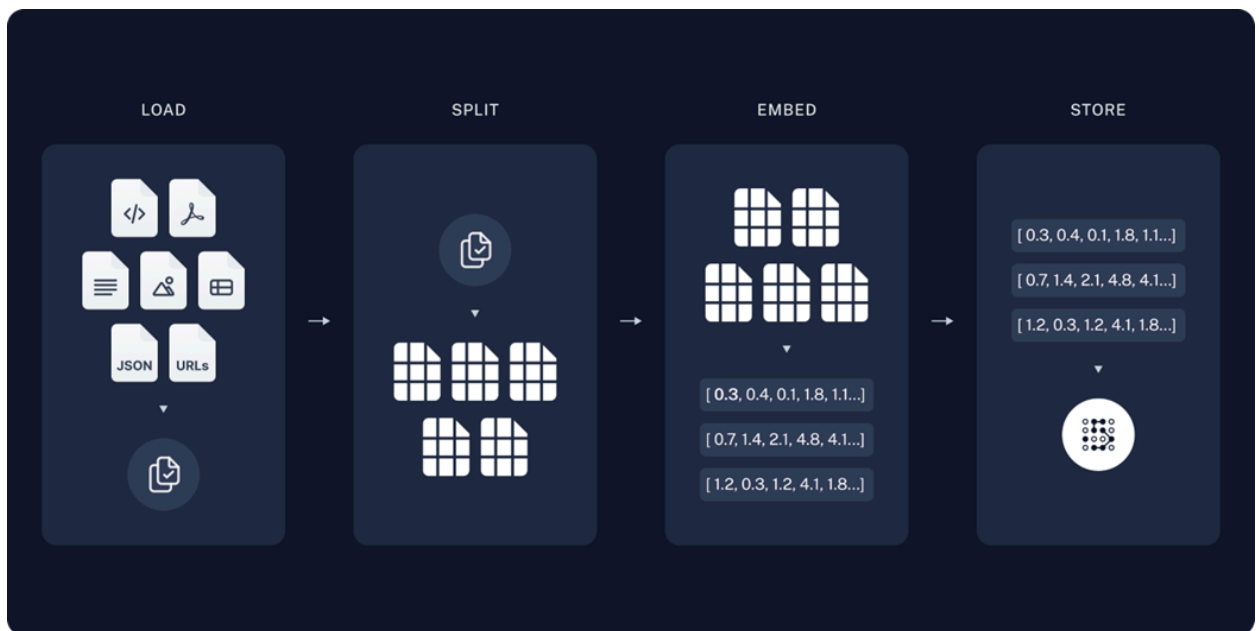 LOAD
SPLIT
EMBED
STORE
</>
JSON
URLs
[ 0.3, 0.4, 0.1, 1.8, 1.1...]
[ 0.7, 1.4, 2.1, 4.8, 4.1...]
[ 1.2, 0.3, 1.2, 4.1, 1.8...]
[ 0.3, 0.4, 0.1, 1.8, 1.1...]
[ 0.7, 1.4, 2.1, 4.8, 4.1...]
[ 1.2, 0.3, 1.2, 4.1, 1.8...]